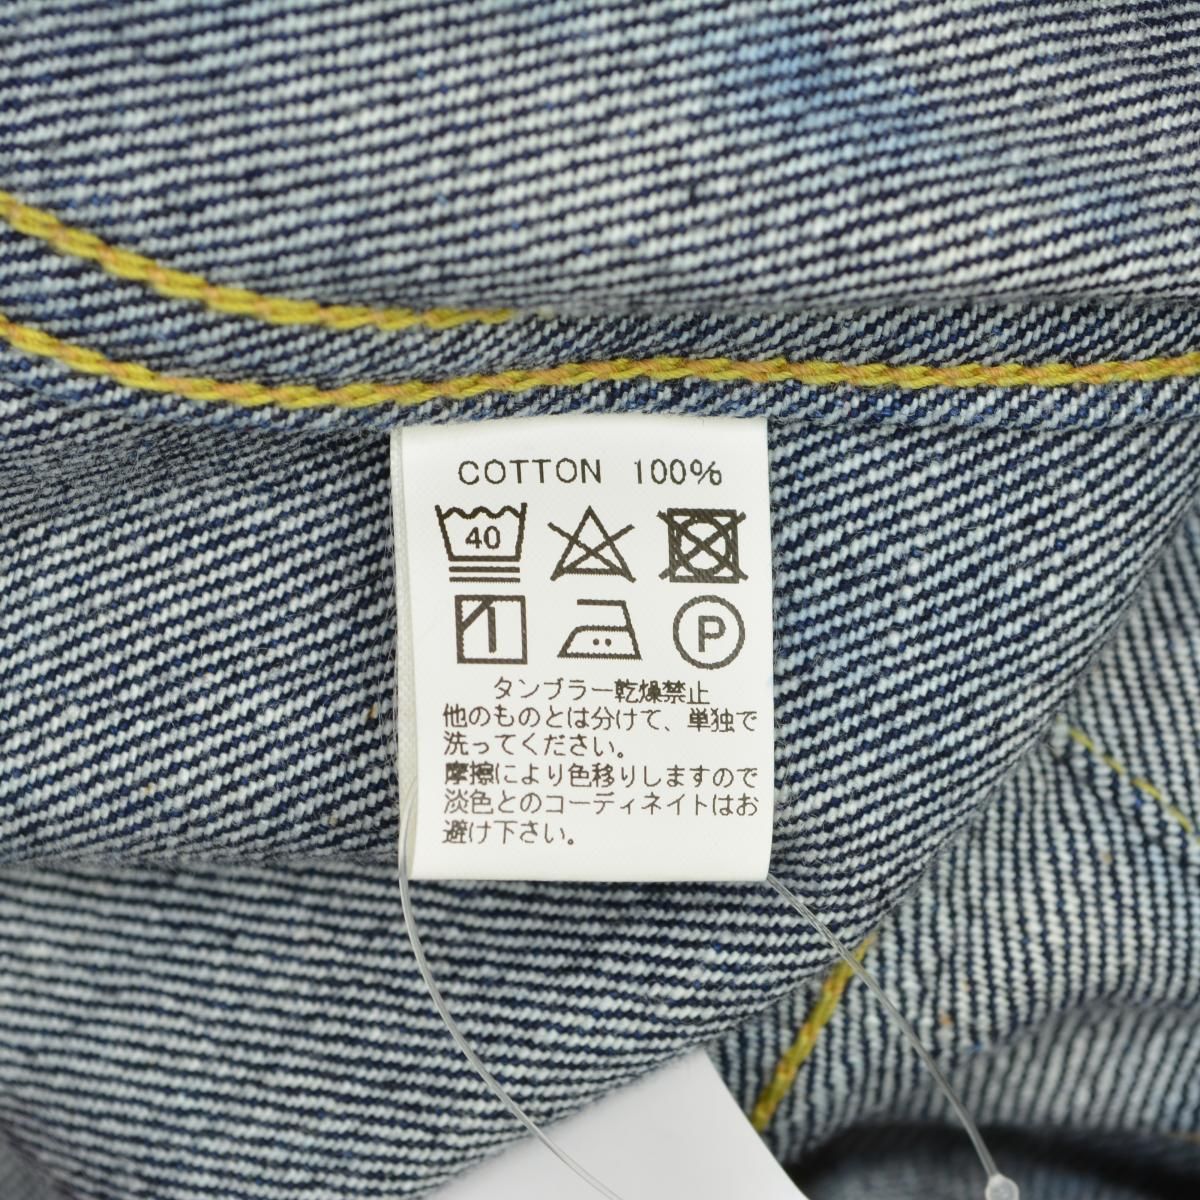 COTTON 100%
40
P
タンブラー乾燥禁止
他のものとは分けて、単独で
洗ってください。
摩擦により色移りしますので
淡色とのコーディネイトはお
避け下さい。